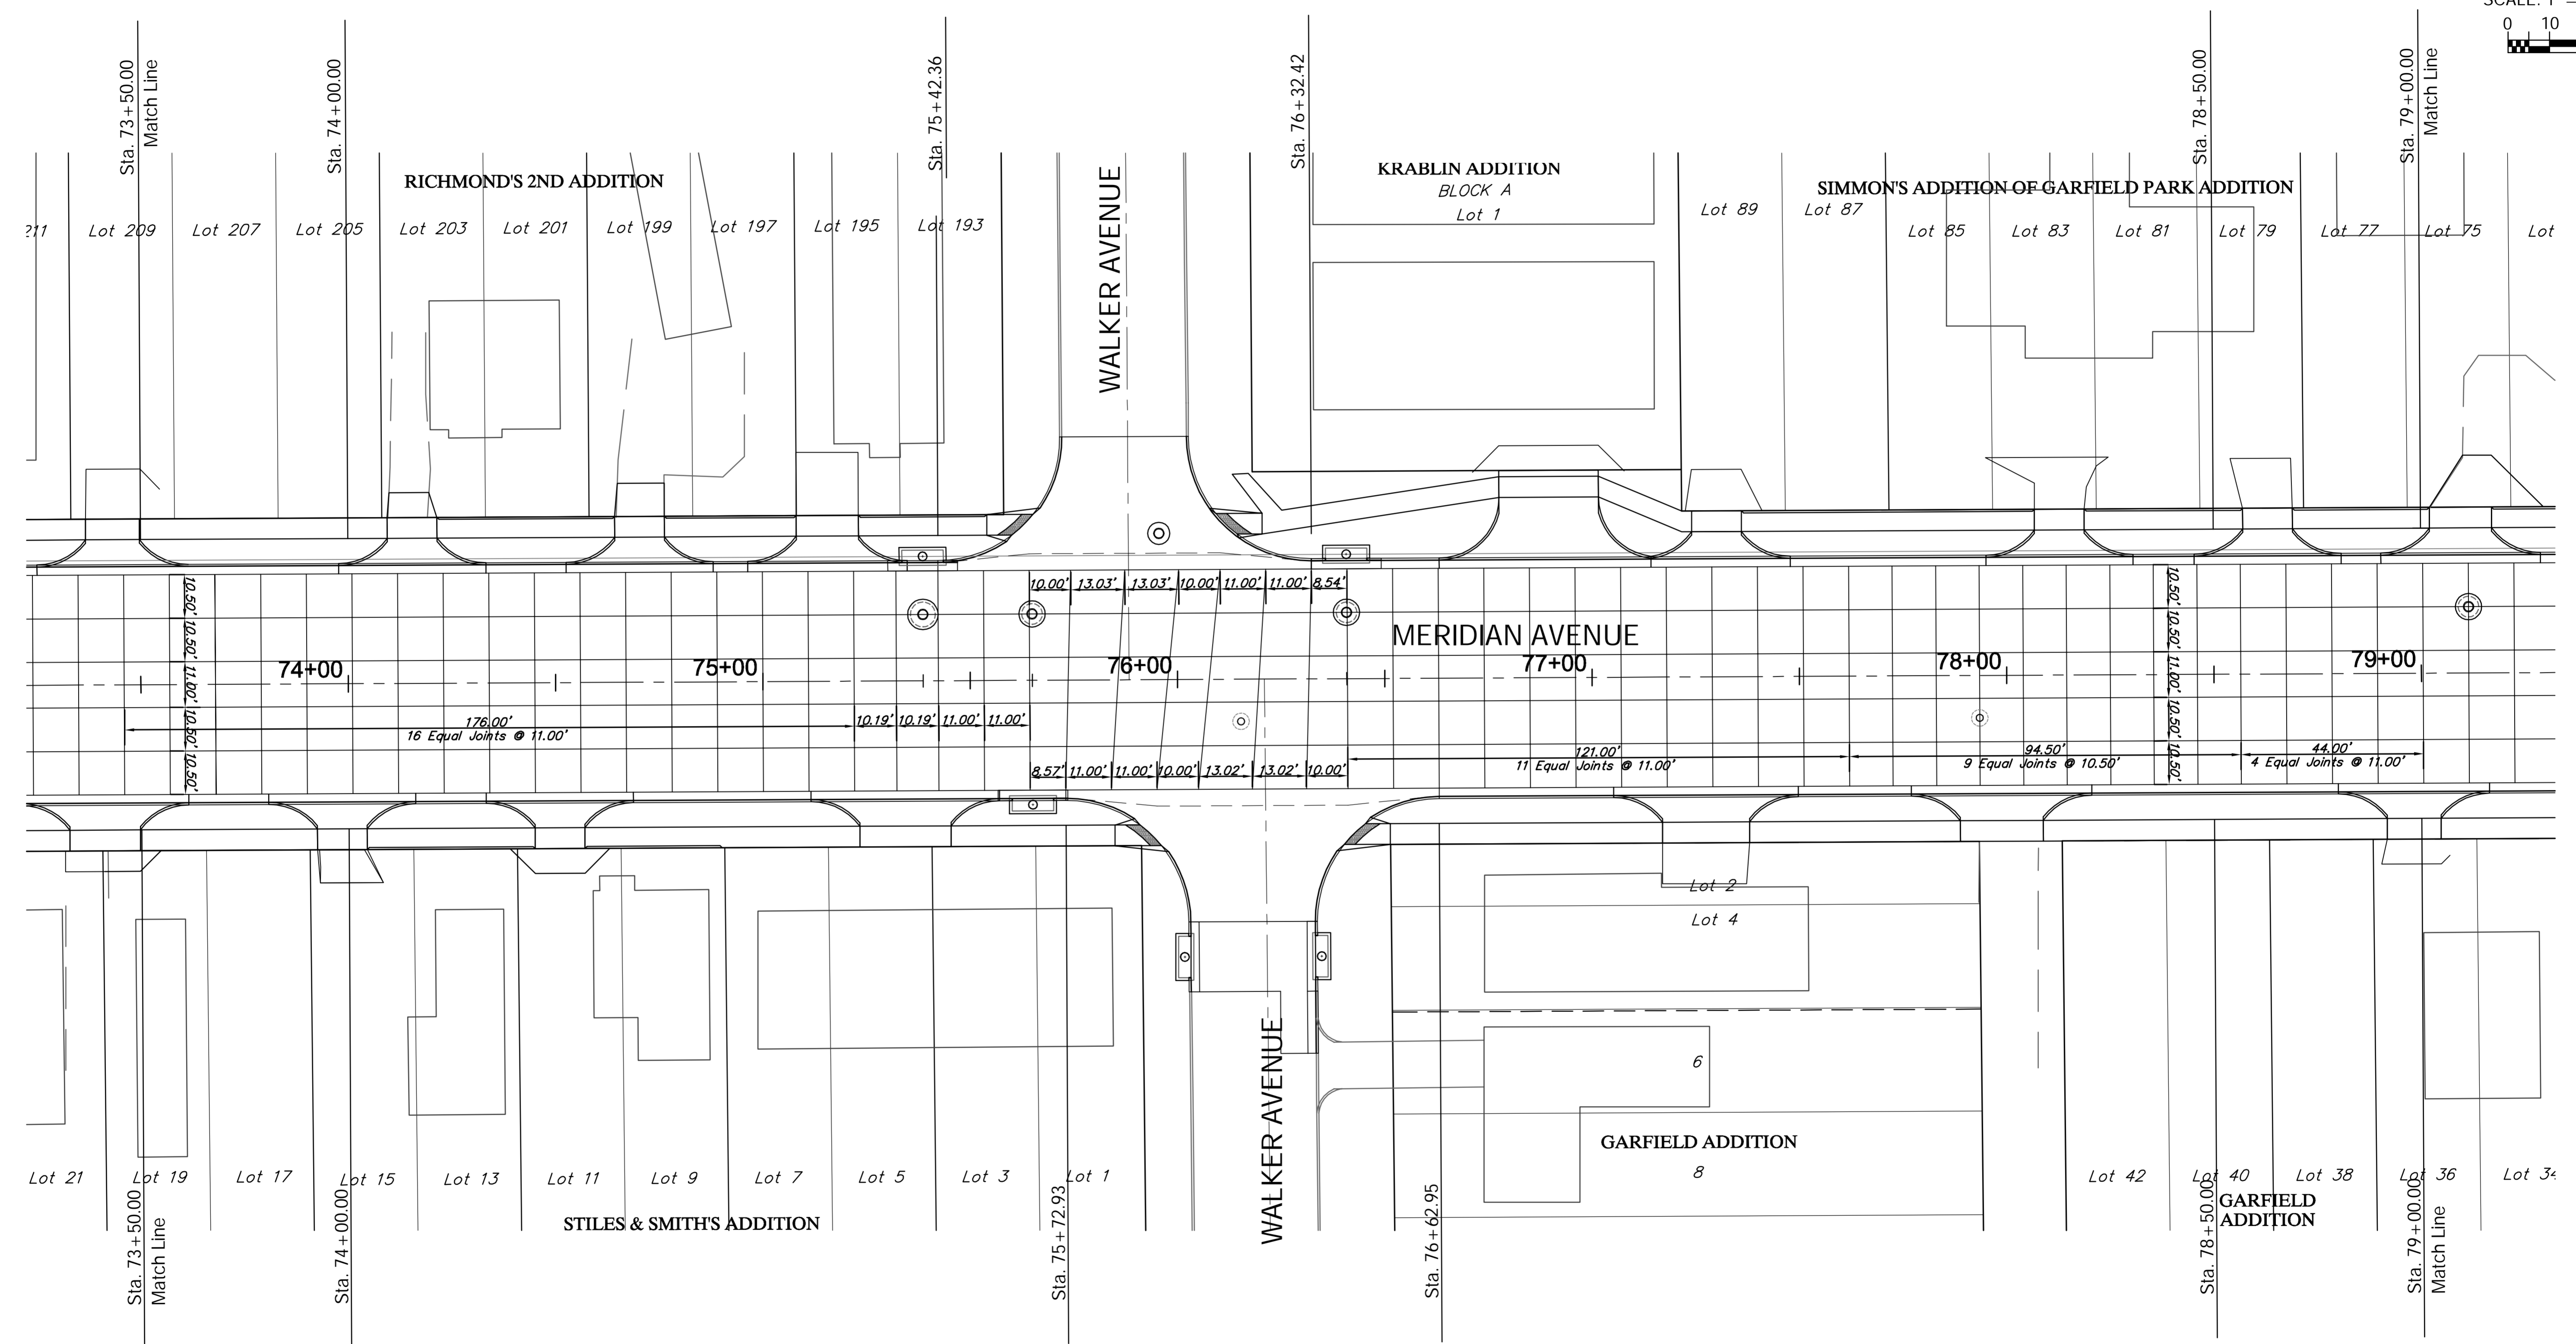 SCALE: 1
0 10
Sta. 73+50.00
Match Line
Sta. 74+00.00
Sta. 75+42.36
Sta. 76+32.42
Sta. 78+50.00
Sta. 79+00.00
Match Line
RICHMOND'S 2ND ADDITION
WALKER AVENUE
KRABLIN ADDITION
BLOCK A
Lot 1
SIMMON'S ADDITION OF GARFIELD PARK ADDITION
211
Lot 209
Lot 207
Lot 205
Lot 203
Lot 201
Lot 199
Lot 197
Lot 195
Lot 193
Lot 89
Lot 87
Lot 85
Lot 83
Lot 81
Lot 79
Lot 77
Lot 75
Lot
10.00' 13.03' 13.03' 10.00' 11.00' 11.00' 8.54'
10.50' 10.50' 11.00' 10.50' 10.50'
MERIDIAN AVENUE
10.50' 10.50' 11.00' 10.50' 10.50'
74+00
75+00
76+00
77+00
78+00
79+00
176.00'
16 Equal Joints @ 11.00'
10.19' 10.19' 11.00' 11.00'
8.57' 11.00' 11.00' 10.00' 13.02' 13.02' 10.00'
121.00'
11 Equal Joints @ 11.00'
94.50'
9 Equal Joints @ 10.50'
44.00'
4 Equal Joints @ 11.00'
Lot 2
Lot 4
6
GARFIELD ADDITION
8
WALKER AVENUE
Lot 21
Lot 19
Lot 17
Lot 15
Lot 13
Lot 11
Lot 9
Lot 7
Lot 5
Lot 3
Lot 1
Lot 42
Lot 40
Lot 38
Lot 36
Lot 34
STILES & SMITH'S ADDITION
GARFIELD
ADDITION
Sta. 73+50.00
Match Line
Sta. 74+00.00
Sta. 75+72.93
Sta. 76+62.95
Sta. 78+50.00
Sta. 79+00.00
Match Line